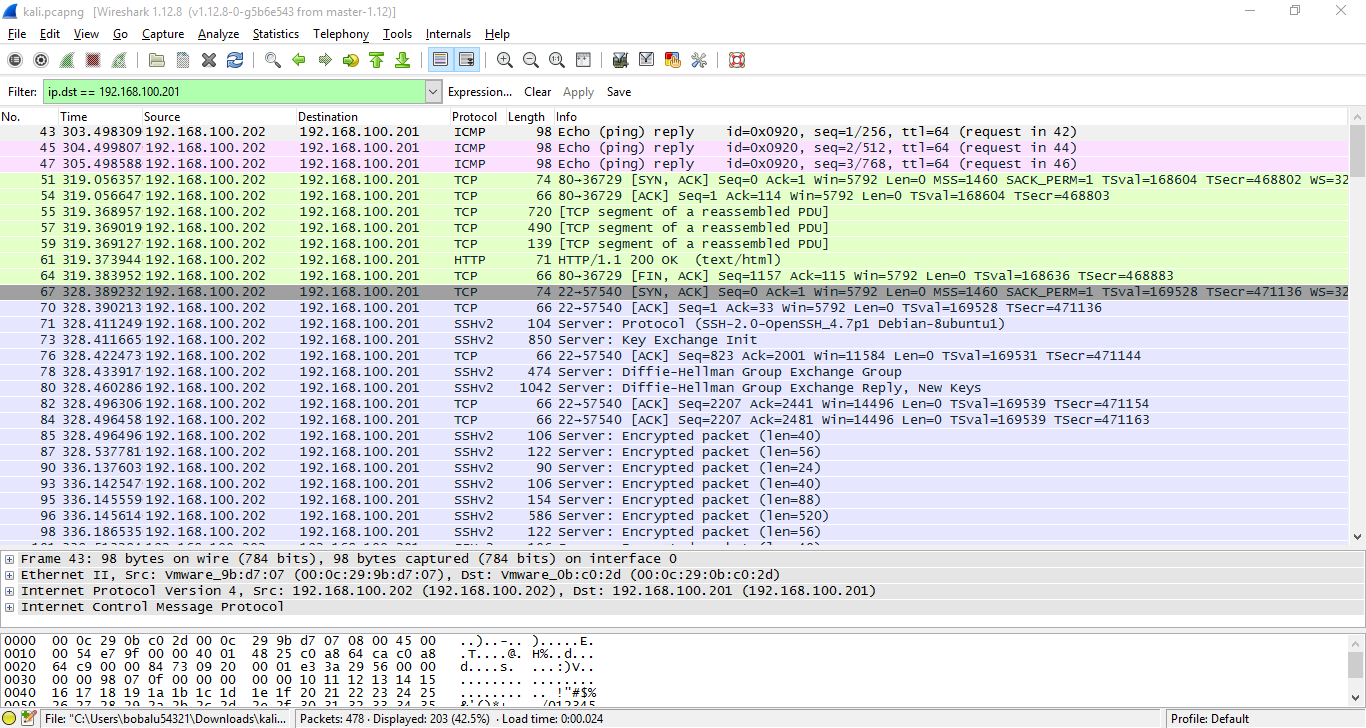 kali.pcapng [Wireshark 1.12.8 (v1.12.8-0-g5b6e543 from master-1.12)]
File Edit View Go Capture Analyze Statistics Telephony Tools Internals Help
Filter: ip.dst == 192.168.100.201 Expression... Clear Apply Save
No. Time Source Destination Protocol Length Info
43 303.498309 192.168.100.202 192.168.100.201 ICMP 98 Echo (ping) reply id=0x0920, seq=1/256, ttl=64 (request in 42)
45 304.499807 192.168.100.202 192.168.100.201 ICMP 98 Echo (ping) reply id=0x0920, seq=2/512, ttl=64 (request in 44)
47 305.498588 192.168.100.202 192.168.100.201 ICMP 98 Echo (ping) reply id=0x0920, seq=3/768, ttl=64 (request in 46)
51 319.056357 192.168.100.202 192.168.100.201 TCP 74 80→36729 [SYN, ACK] Seq=0 Ack=1 Win=5792 Len=0 MSS=1460 SACK_PERM=1 TSval=168604 TSecr=468802 WS=32
54 319.056647 192.168.100.202 192.168.100.201 TCP 66 80→36729 [ACK] Seq=1 Ack=114 Win=5792 Len=0 TSval=168604 TSecr=468803
55 319.368957 192.168.100.202 192.168.100.201 TCP 720 [TCP segment of a reassembled PDU]
57 319.369019 192.168.100.202 192.168.100.201 TCP 490 [TCP segment of a reassembled PDU]
59 319.369127 192.168.100.202 192.168.100.201 TCP 139 [TCP segment of a reassembled PDU]
61 319.373944 192.168.100.202 192.168.100.201 HTTP 71 HTTP/1.1 200 OK (text/html)
64 319.383952 192.168.100.202 192.168.100.201 TCP 66 80→36729 [FIN, ACK] Seq=1157 Ack=115 Win=5792 Len=0 TSval=168636 TSecr=468883
67 328.389232 192.168.100.202 192.168.100.201 TCP 74 22→57540 [SYN, ACK] Seq=0 Ack=1 Win=5792 Len=0 MSS=1460 SACK_PERM=1 TSval=169528 TSecr=471136 WS=32
70 328.390213 192.168.100.202 192.168.100.201 TCP 66 22→57540 [ACK] Seq=1 Ack=33 Win=5792 Len=0 TSval=169528 TSecr=471136
71 328.411249 192.168.100.202 192.168.100.201 SSHv2 104 Server: Protocol (SSH-2.0-OpenSSH_4.7p1 Debian-8ubuntu1)
73 328.411665 192.168.100.202 192.168.100.201 SSHv2 850 Server: Key Exchange Init
76 328.422473 192.168.100.202 192.168.100.201 TCP 66 22→57540 [ACK] Seq=823 Ack=2001 Win=11584 Len=0 TSval=169531 TSecr=471144
78 328.433917 192.168.100.202 192.168.100.201 SSHv2 474 Server: Diffie-Hellman Group Exchange Group
80 328.460286 192.168.100.202 192.168.100.201 SSHv2 1042 Server: Diffie-Hellman Group Exchange Reply, New Keys
82 328.496306 192.168.100.202 192.168.100.201 TCP 66 22→57540 [ACK] Seq=2207 Ack=2441 Win=14496 Len=0 TSval=169539 TSecr=471154
84 328.496458 192.168.100.202 192.168.100.201 TCP 66 22→57540 [ACK] Seq=2207 Ack=2481 Win=14496 Len=0 TSval=169539 TSecr=471163
85 328.496496 192.168.100.202 192.168.100.201 SSHv2 106 Server: Encrypted packet (len=40)
87 328.537781 192.168.100.202 192.168.100.201 SSHv2 122 Server: Encrypted packet (len=56)
90 336.137603 192.168.100.202 192.168.100.201 SSHv2 90 Server: Encrypted packet (len=24)
93 336.142547 192.168.100.202 192.168.100.201 SSHv2 106 Server: Encrypted packet (len=40)
95 336.145559 192.168.100.202 192.168.100.201 SSHv2 154 Server: Encrypted packet (len=88)
96 336.145614 192.168.100.202 192.168.100.201 SSHv2 586 Server: Encrypted packet (len=520)
98 336.186535 192.168.100.202 192.168.100.201 SSHv2 122 Server: Encrypted packet (len=56)
Frame 43: 98 bytes on wire (784 bits), 98 bytes captured (784 bits) on interface 0
Ethernet II, Src: Vmware_9b:d7:07 (00:0c:29:9b:d7:07), Dst: Vmware_0b:c0:2d (00:0c:29:0b:c0:2d)
Internet Protocol Version 4, Src: 192.168.100.202 (192.168.100.202), Dst: 192.168.100.201 (192.168.100.201)
Internet Control Message Protocol
0000 00 0c 29 0b c0 2d 00 0c 29 9b d7 07 08 00 45 00 ..)..-.. ).....E.
0010 00 54 e7 9f 00 00 40 01 48 25 c0 a8 64 ca c0 a8 .T....@. H%..d...
0020 64 c9 00 00 84 73 09 20 00 01 e3 3a 29 56 00 00 d....s. ...:)V..
0030 00 00 98 07 0f 00 00 00 00 00 10 11 12 13 14 15 ........ ........
0040 16 17 18 19 1a 1b 1c 1d 1e 1f 20 21 22 23 24 25 ........ .. !"#$%
0050 26 27 28 29 2a 2b 2c 2d 2e 2f 30 31 32 33 34 35 &'()*+,- ./012345
File: "C:\Users\bobalu54321\Downloads\kali... Packets: 478 · Displayed: 203 (42.5%) · Load time: 0:00.024 Profile: Default